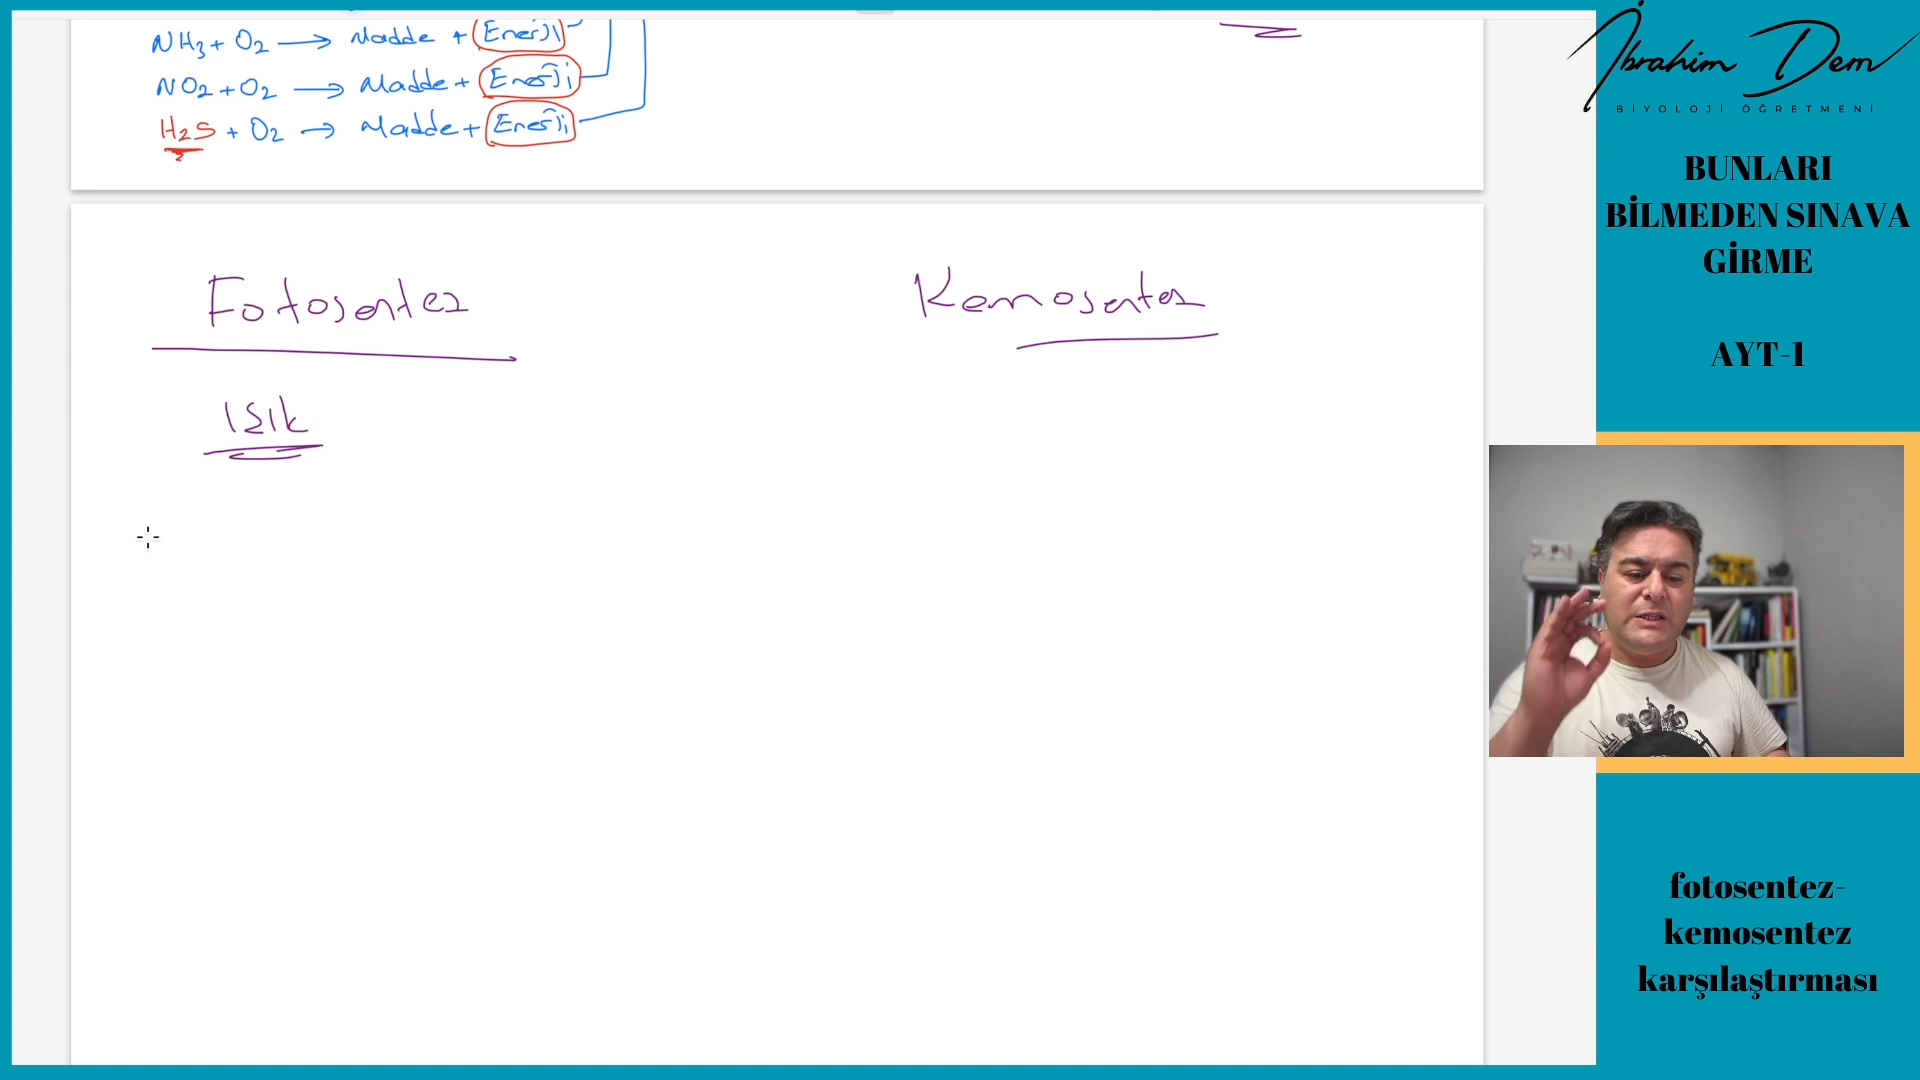 NH3 + O2 → Madde + Enerji
NO2 + O2 → Madde + Enerji
H2S + O2 → Madde + Enerji
Fotosentez
Kemosentez
Işık
İbrahim Dem
BİYOLOJİ ÖĞRETMENİ
BUNLARI
BİLMEDEN SINAVA
GİRME
AYT-1
fotosentez-
kemosentez
karşılaştırması